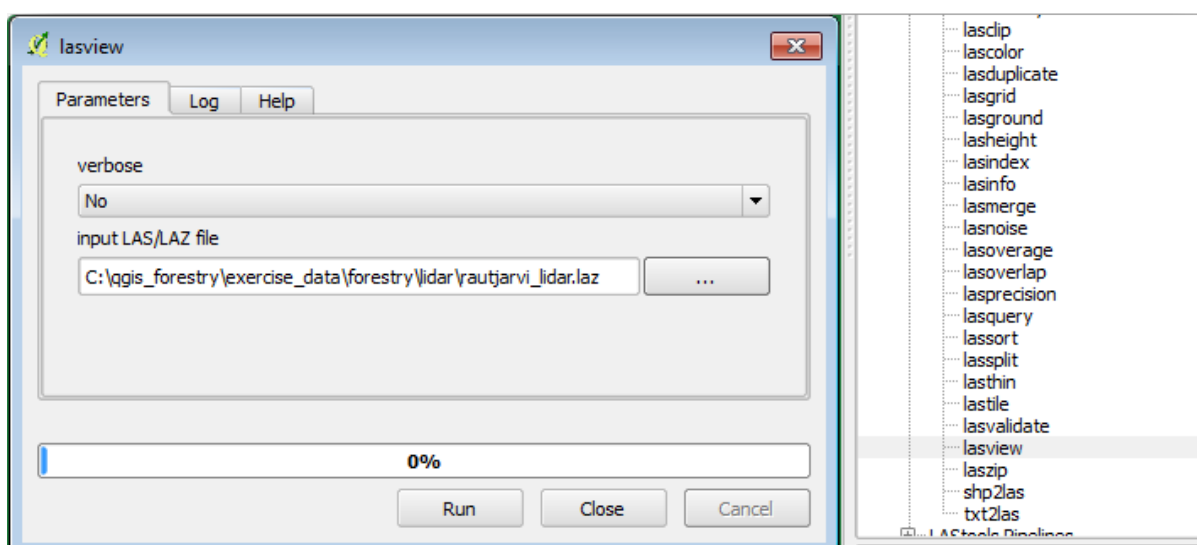 lasview
Parameters
Log
Help
verbose
No
input LAS/LAZ file
C:\qgis_forestry\exercise_data\forestry\lidar\rautjarvi_lidar.laz
...
0%
Run
Close
Cancel
lasclip
lascolor
lasduplicate
lasgrid
lasground
lasheight
lasindex
lasinfo
lasmerge
lasnoise
lasoverage
lasoverlap
lasprecision
lasquery
lassort
lassplit
lasthin
lastile
lasvalidate
lasview
laszip
shp2las
txt2las
LAStools Pipelines